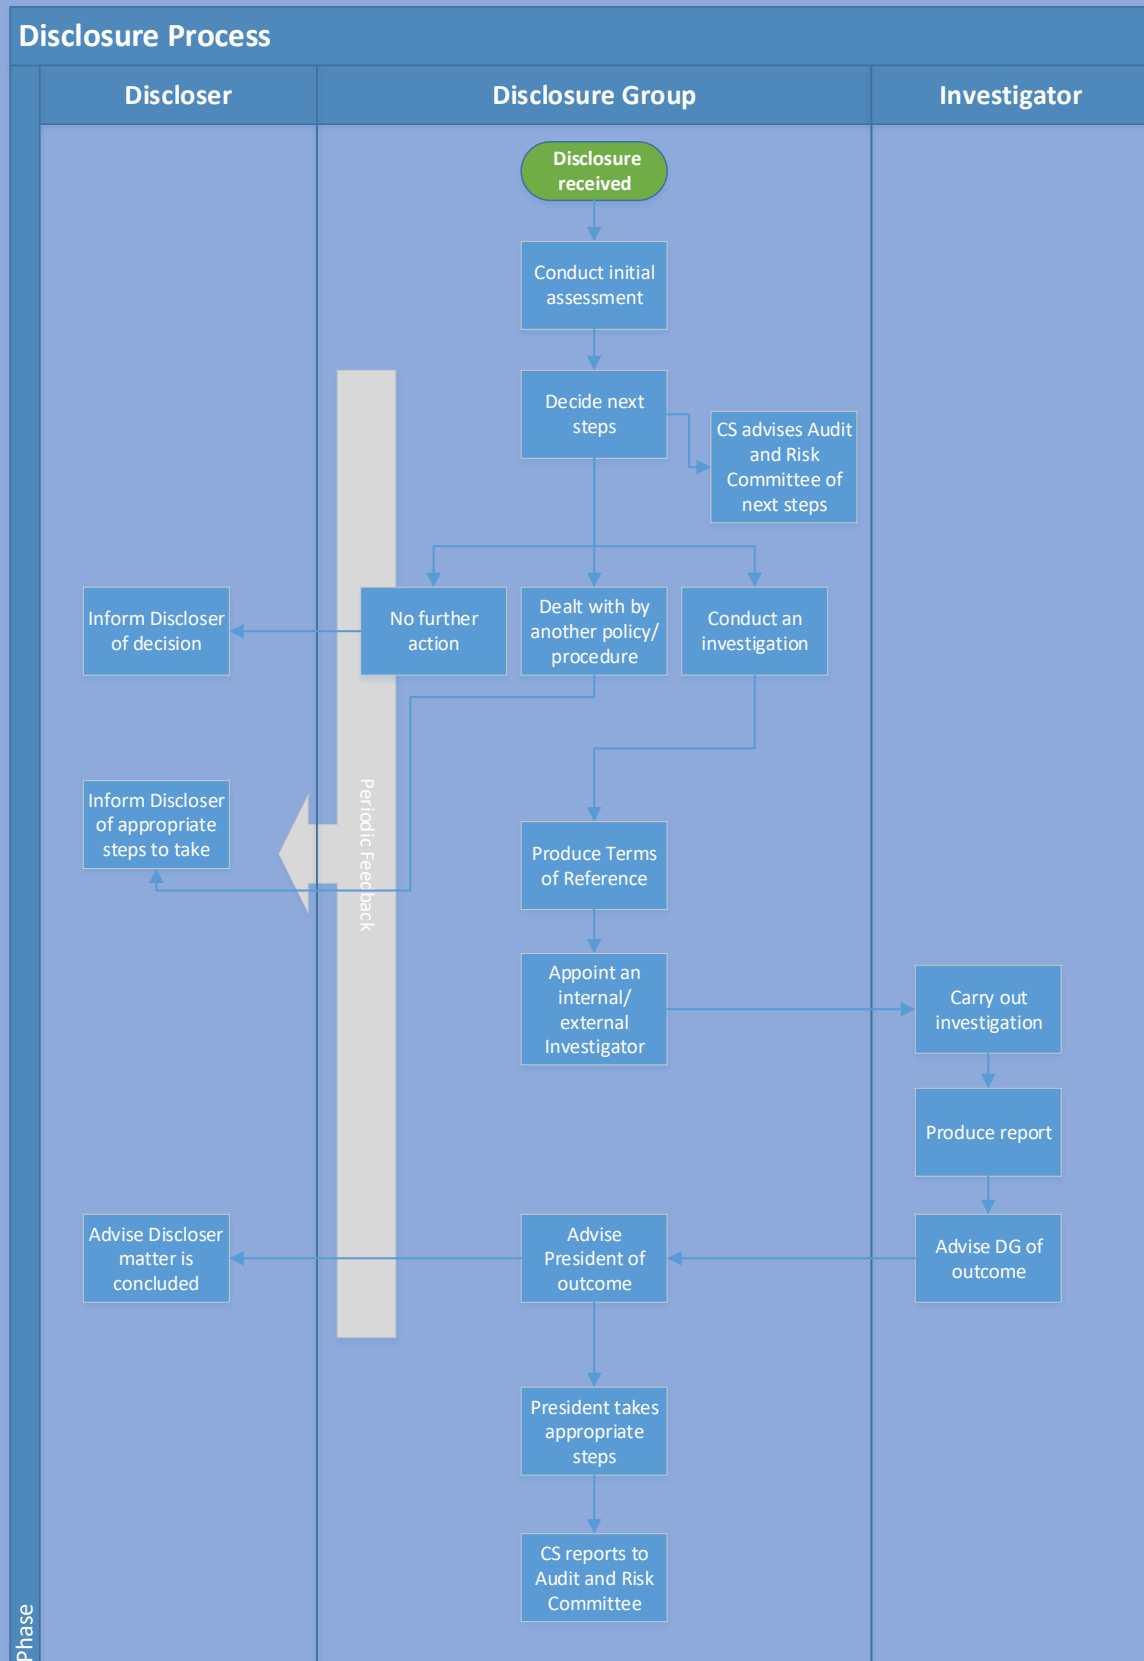 Disclosure Process
Discloser
Disclosure Group
Investigator
Disclosure
received
Conduct initial
assessment
Decide next
steps
CS advises Audit
and Risk
Committee of
next steps
Inform Discloser
of decision
No further
action
Dealt with by
another policy/
procedure
Conduct an
investigation
Periodic Feedback
Inform Discloser
of appropriate
steps to take
Produce Terms
of Reference
Appoint an
internal/
external
Investigator
Carry out
investigation
Produce report
Advise Discloser
matter is
concluded
Advise
President of
outcome
Advise DG of
outcome
President takes
appropriate
steps
CS reports to
Audit and Risk
Committee
Phase